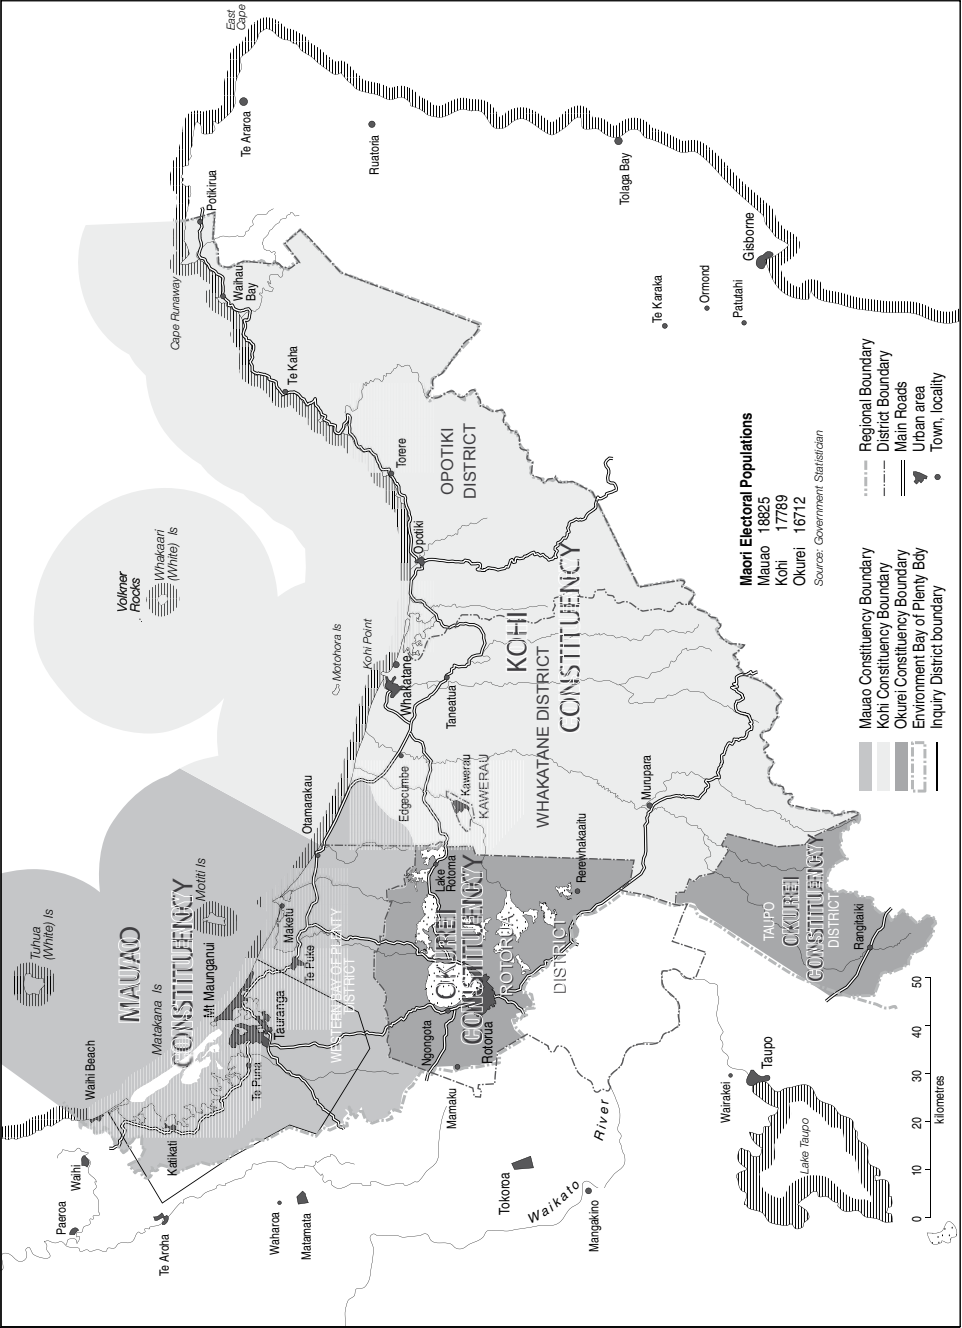 East
Cape
Te Araroa
Ruatoria
Potikirua
Tolaga Bay
Gisborne
Cape Runaway
Waihau
Bay
Te Karaka
Ormond
Patutahi
Te Kaha
Torere
OPOTIKI
DISTRICT
Opotiki
Volkner
Rocks
Whakaari
(White) Is
Motohora Is
Kohi Point
Whakatane
Taneatua
KOHI
CONSTITUENCY
WHAKATANE DISTRICT
Edgecumbe
Kawerau
KAWERAU
Murupara
Otamarakau
Tuhua
(White) Is
MAUAO
CONSTITUENCY
Motiti Is
Matakana Is
Mt Maunganui
Maketu
Te Puke
Tauranga
Te Puna
WESTERN BAY OF PLENTY
DISTRICT
Waihi Beach
Katikati
Waihi
Paeroa
Te Aroha
Waharoa
Matamata
Lake
Rotoma
OKUREI
CONSTITUENCY
ROTORUA
DISTRICT
Rerewhakaaitu
Ngongota
Rotorua
Mamaku
Tokoroa
Waikato
River
Mangakino
TAUPO
OKUREI
CONSTITUENCY
DISTRICT
Rangitaiki
Wairakei
Taupo
Lake Taupo
Maori Electoral Populations
Mauao 18825
Kohi 17789
Okurei 16712
Source: Government Statistician
Mauao Constituency Boundary
Kohi Constituency Boundary
Okurei Constituency Boundary
Environment Bay of Plenty Bdy
Inquiry District boundary
Regional Boundary
District Boundary
Main Roads
Urban area
Town, locality
0 10 20 30 40 50
kilometres